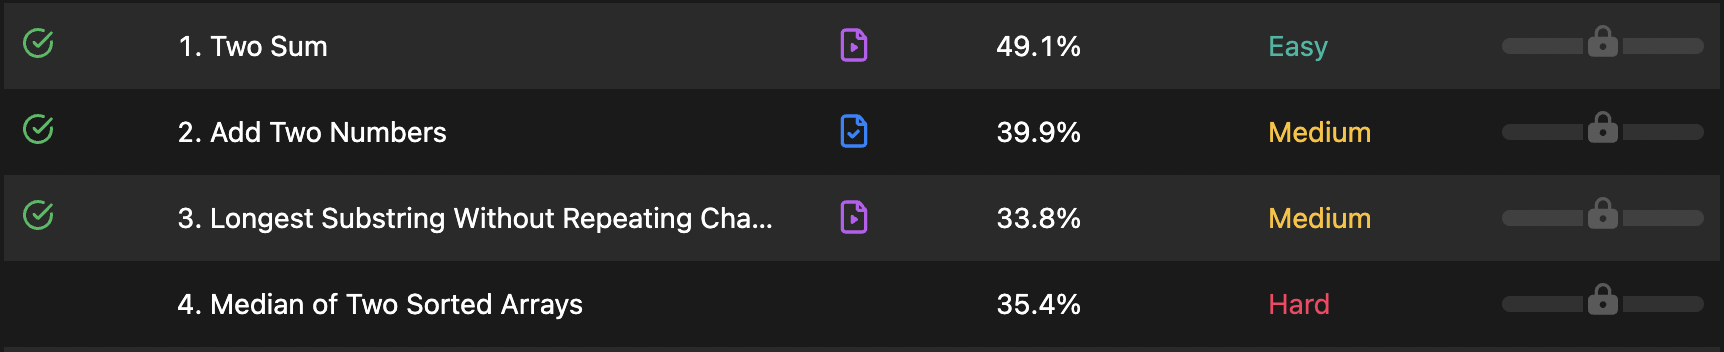 1. Two Sum 49.1% Easy
2. Add Two Numbers 39.9% Medium
3. Longest Substring Without Repeating Cha... 33.8% Medium
4. Median of Two Sorted Arrays 35.4% Hard